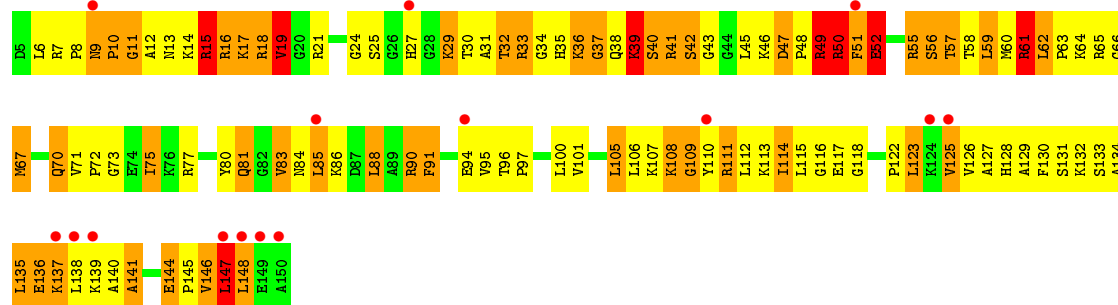 D5 L6 R7 P8 N9 P10 G11 A12 N13 K14 R15 R16 K17 R18 V19 G20 R21 G24 S25 G26 H27 G28 K29 T30 A31 T32 R33 G34 H35 K36 G37 Q38 K39 S40 R41 S42 G43 G44 L45 K46 D47 P48 R49 R50 F51 E52 R55 S56 T57 T58 L59 M60 R61 L62 P63 K64 R65 G66
M67 Q70 V71 P72 G73 E74 I75 K76 R77 Y80 Q81 G82 V83 N84 L85 K86 D87 L88 A89 R90 F91 E94 V95 T96 P97 L100 V101 L105 L106 K107 K108 G109 Y110 R111 L112 K113 I114 L115 G116 E117 G118 P122 L123 K124 V125 V126 A127 H128 A129 F130 S131 K132 S133 A134
L135 E136 K137 L138 K139 A140 A141 E144 P145 V146 L147 L148 E149 A150